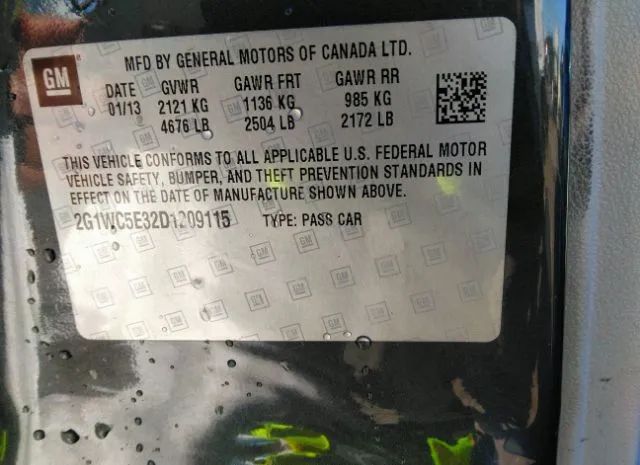 GM
MFD BY GENERAL MOTORS OF CANADA LTD.
DATE GVWR GAWR FRT GAWR RR
01/13 2121 KG 1136 KG 985 KG
4676 LB 2504 LB 2172 LB
THIS VEHICLE CONFORMS TO ALL APPLICABLE U.S. FEDERAL MOTOR
VEHICLE SAFETY, BUMPER, AND THEFT PREVENTION STANDARDS IN
EFFECT ON THE DATE OF MANUFACTURE SHOWN ABOVE.
2G1WC5E32D1209115 TYPE: PASS CAR